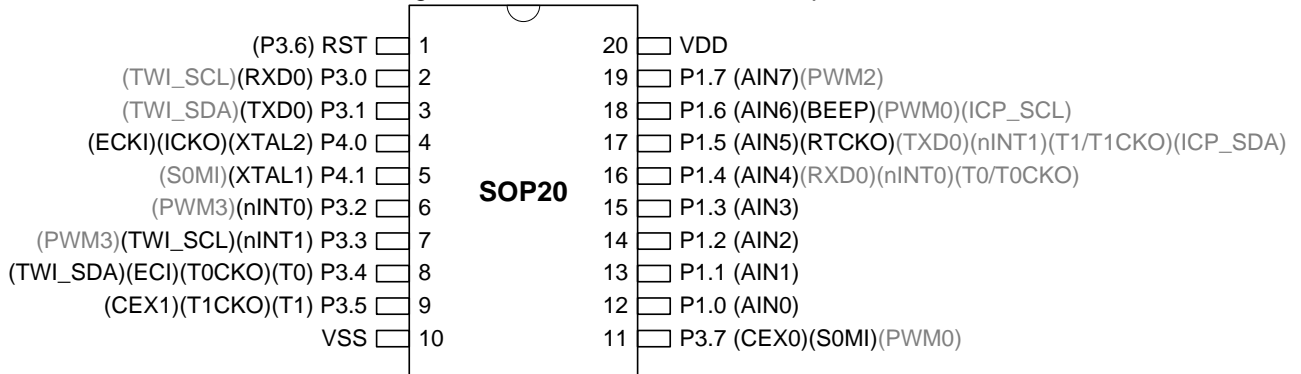 (P3.6) RST 1 20 VDD
(TWI_SCL)(RXD0) P3.0 2 19 P1.7 (AIN7)(PWM2)
(TWI_SDA)(TXD0) P3.1 3 18 P1.6 (AIN6)(BEEP)(PWM0)(ICP_SCL)
(ECKI)(ICKO)(XTAL2) P4.0 4 17 P1.5 (AIN5)(RTCKO)(TXD0)(nINT1)(T1/T1CKO)(ICP_SDA)
(S0MI)(XTAL1) P4.1 5 16 P1.4 (AIN4)(RXD0)(nINT0)(T0/T0CKO)
SOP20
(PWM3)(nINT0) P3.2 6 15 P1.3 (AIN3)
(PWM3)(TWI_SCL)(nINT1) P3.3 7 14 P1.2 (AIN2)
(TWI_SDA)(ECI)(T0CKO)(T0) P3.4 8 13 P1.1 (AIN1)
(CEX1)(T1CKO)(T1) P3.5 9 12 P1.0 (AIN0)
VSS 10 11 P3.7 (CEX0)(S0MI)(PWM0)